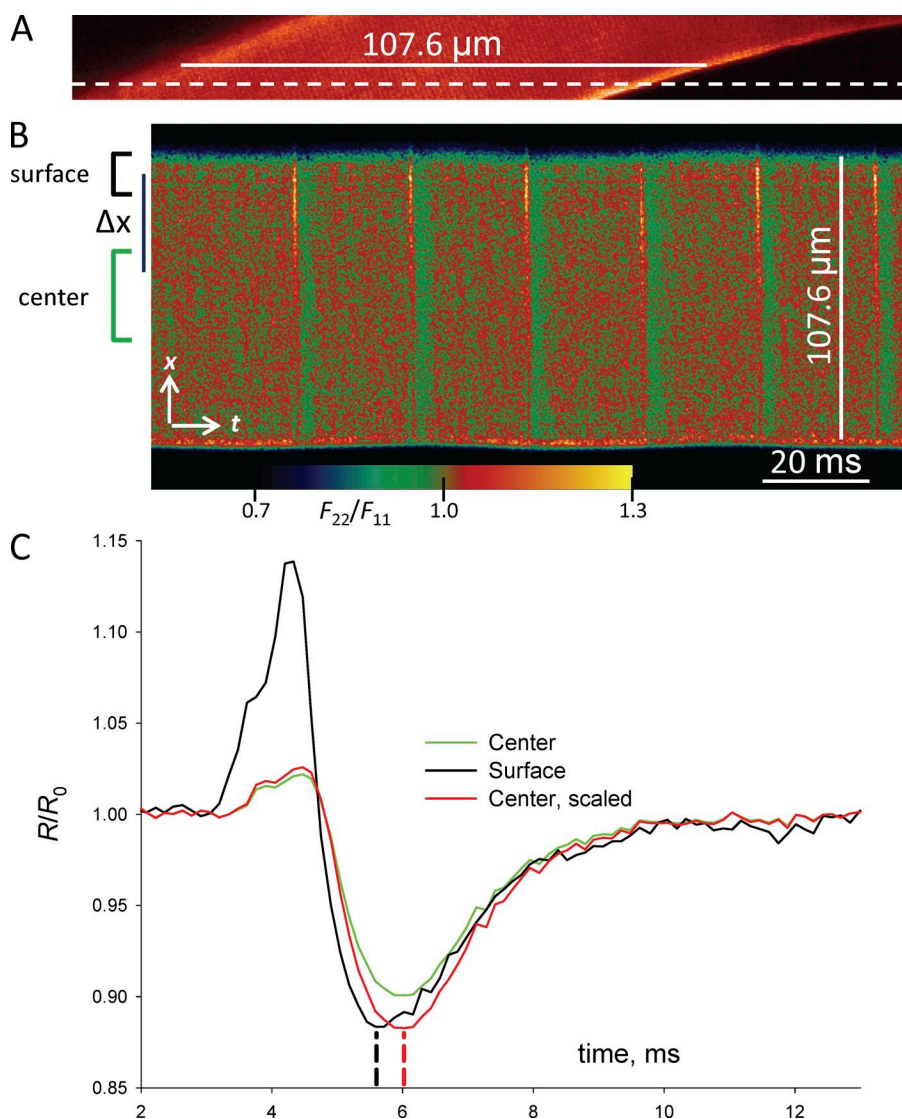 A
107.6 µm
B
surface
Δx
center
107.6 µm
x
t
20 ms
0.7
F22/F11
1.0
1.3
C
1.15
1.10
1.05
1.00
0.95
0.90
0.85
R/R0
Center
Surface
Center, scaled
time, ms
2
4
6
8
10
12